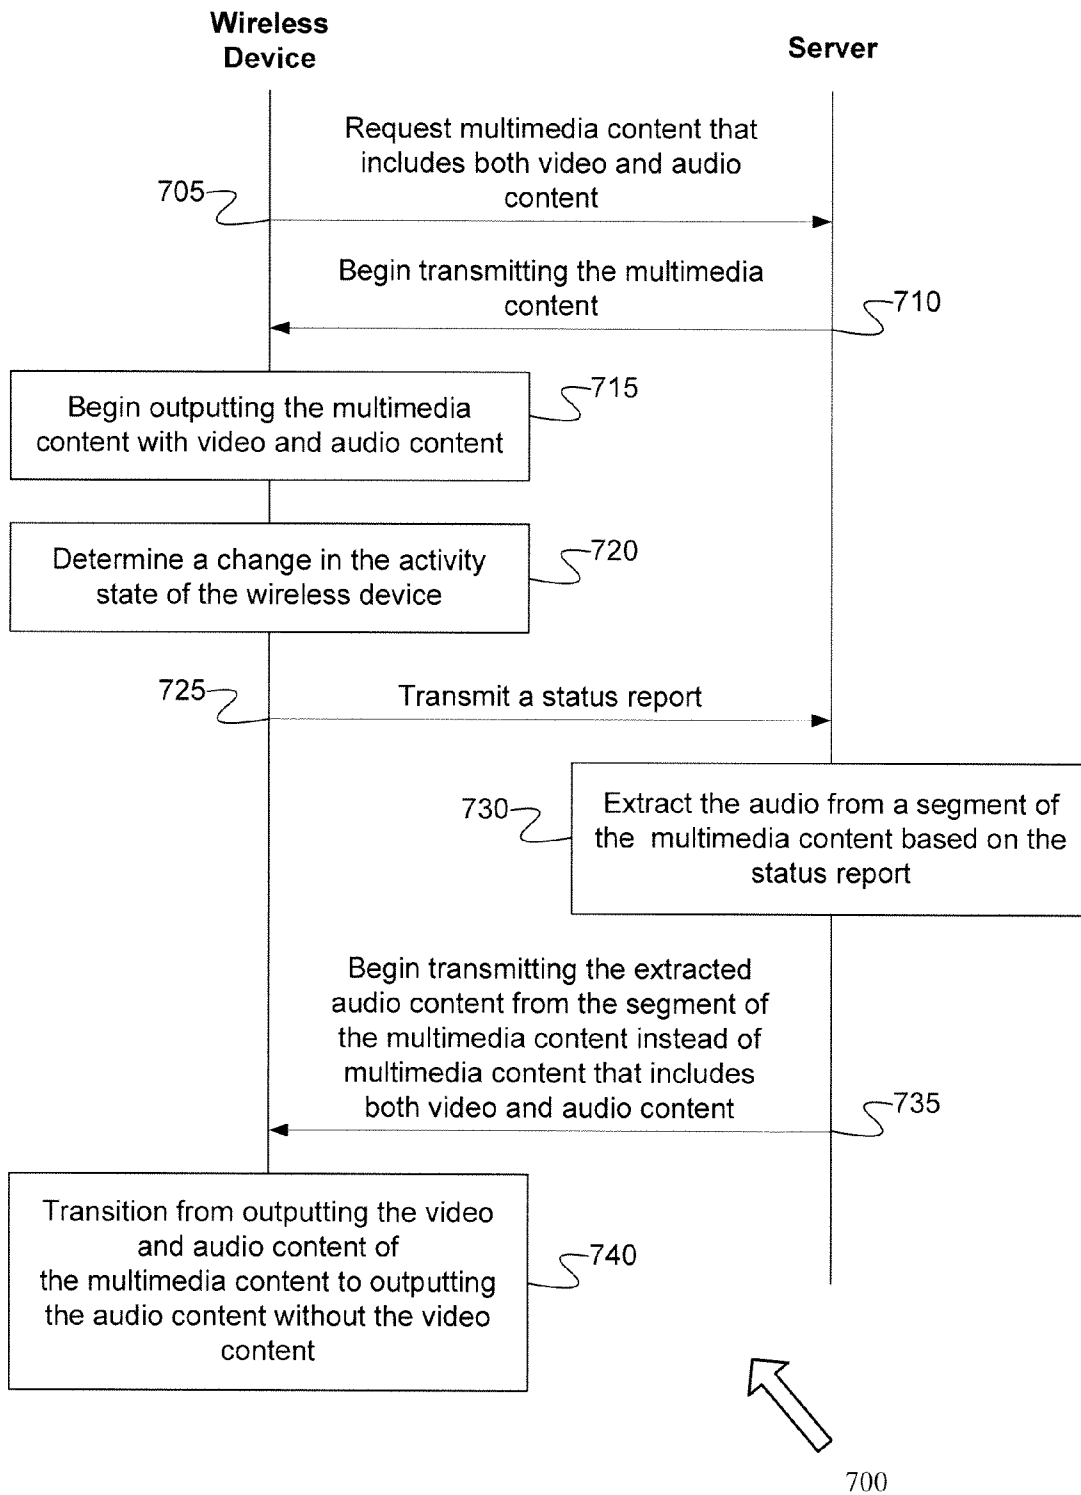 Wireless
Device
Server
Request multimedia content that
includes both video and audio
content
705
Begin transmitting the multimedia
content
710
715
Begin outputting the multimedia
content with video and audio content
720
Determine a change in the activity
state of the wireless device
725
Transmit a status report
730
Extract the audio from a segment of
the multimedia content based on the
status report
Begin transmitting the extracted
audio content from the segment of
the multimedia content instead of
multimedia content that includes
both video and audio content
735
Transition from outputting the video
and audio content of
the multimedia content to outputting
the audio content without the video
content
740
700